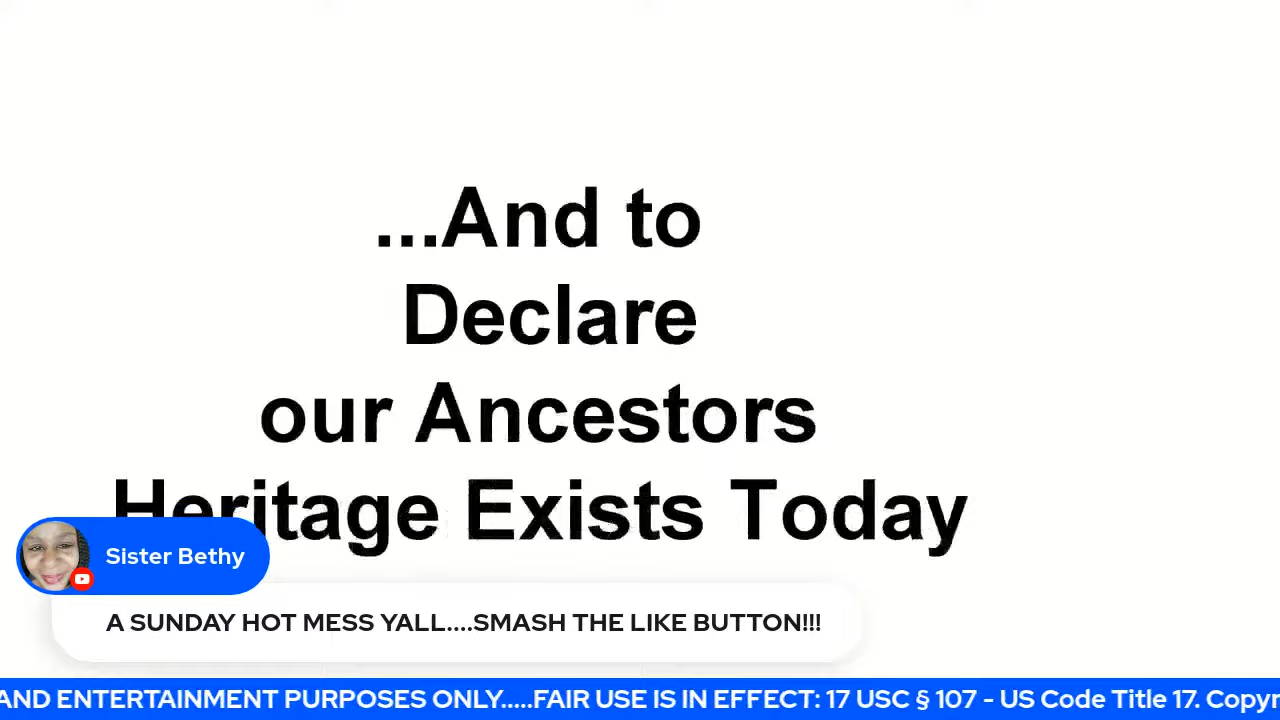 ...And to
Declare
our Ancestors
Heritage Exists Today
Sister Bethy
A SUNDAY HOT MESS YALL....SMASH THE LIKE BUTTON!!!
AND ENTERTAINMENT PURPOSES ONLY.....FAIR USE IS IN EFFECT: 17 USC § 107 - US Code Title 17. Copyr